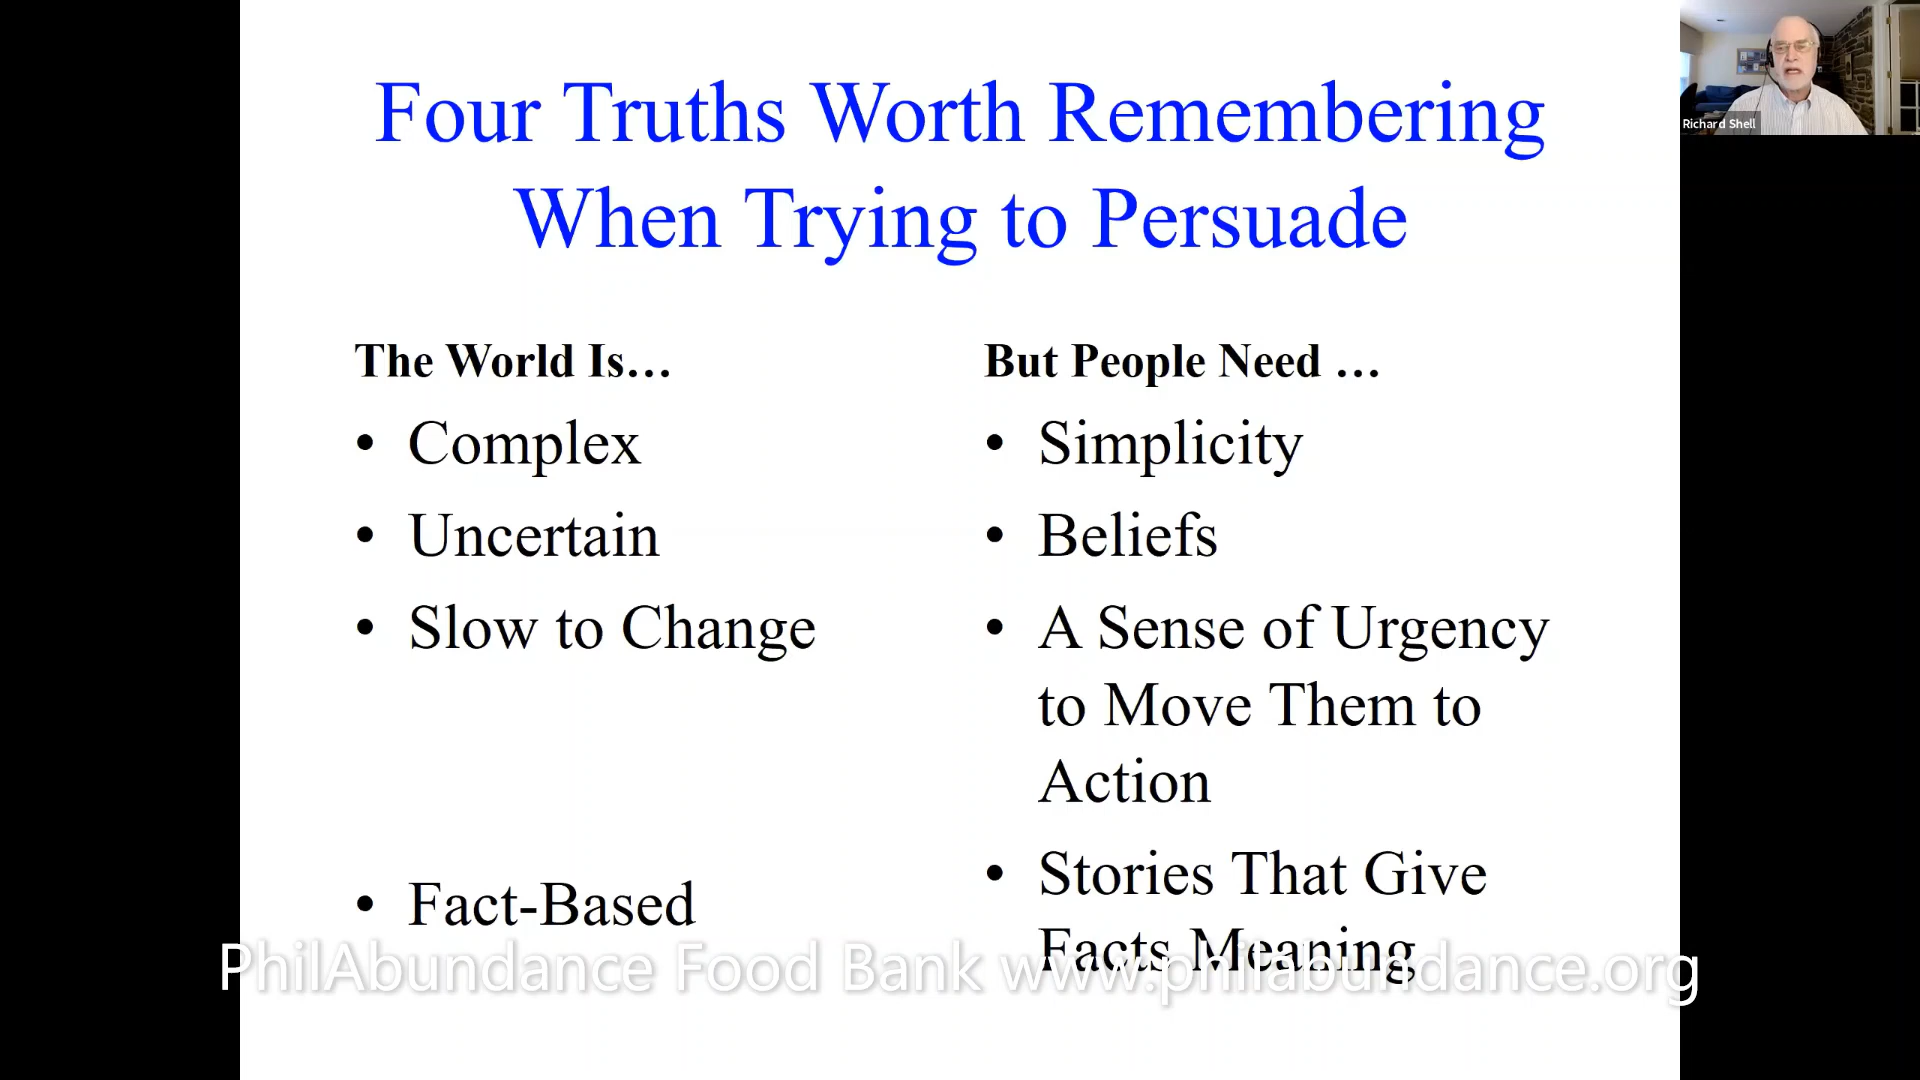 Four Truths Worth Remembering
When Trying to Persuade
Richard Shell
The World Is…
• Complex
• Uncertain
• Slow to Change
• Fact-Based
But People Need …
• Simplicity
• Beliefs
• A Sense of Urgency
to Move Them to
Action
• Stories That Give
Facts Meaning
PhilAbundance Food Bank www.philabundance.org